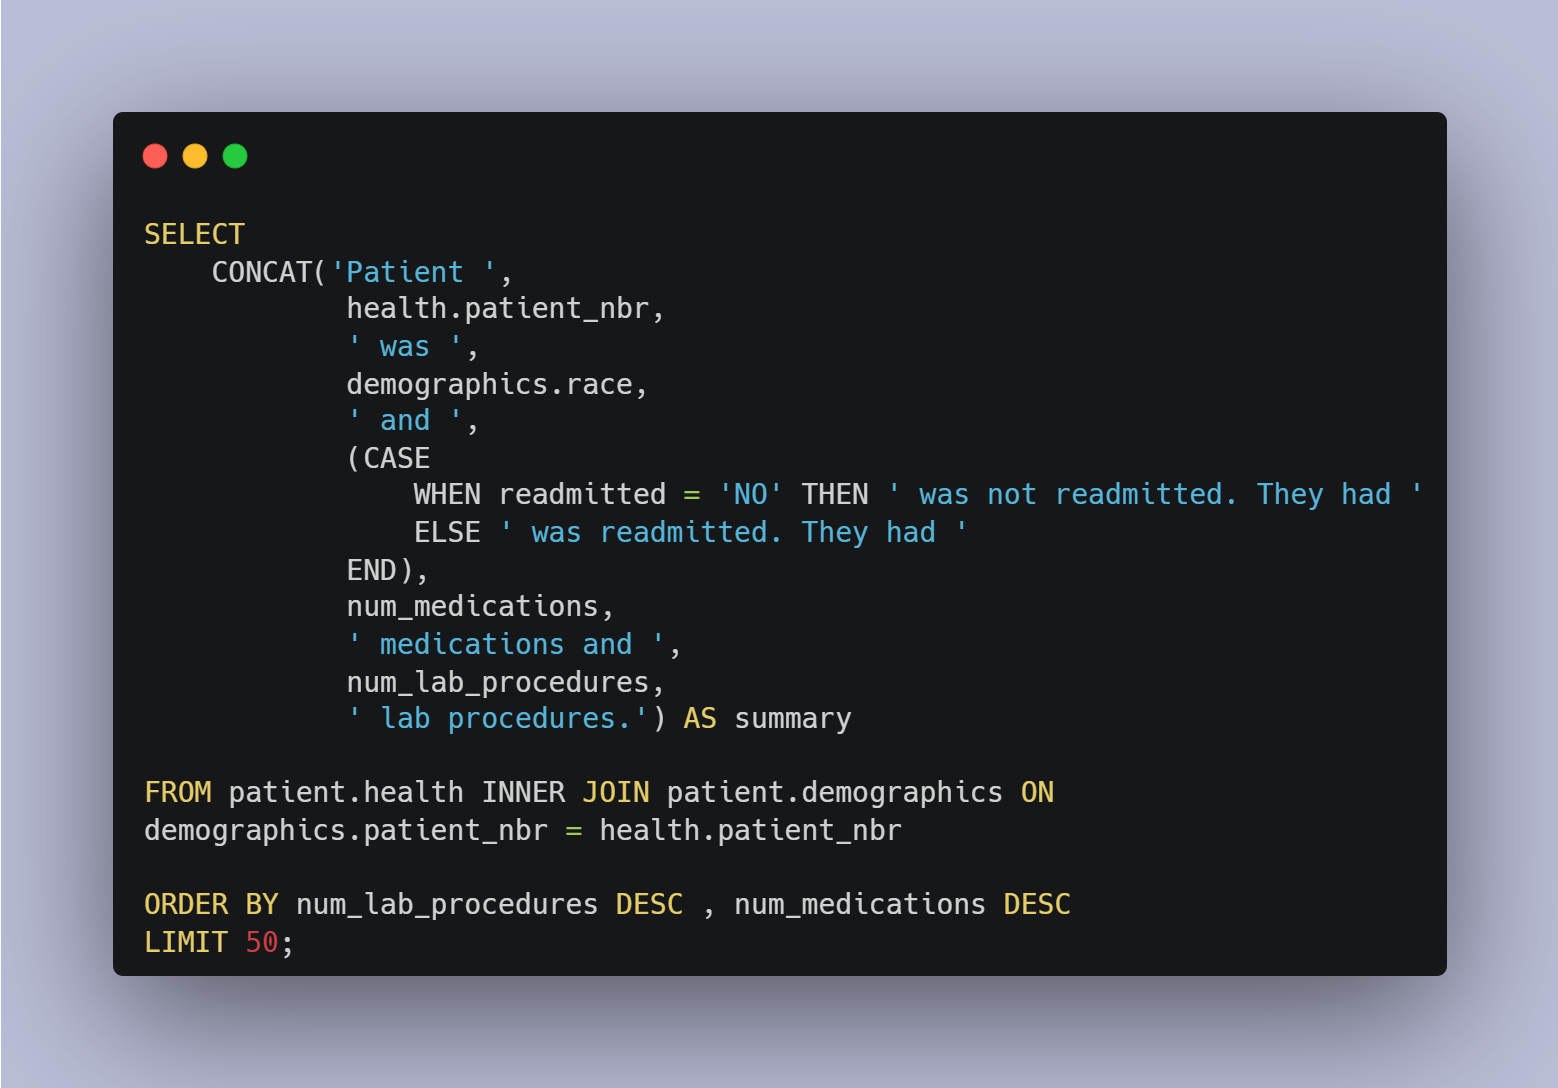 SELECT
    CONCAT('Patient ',
            health.patient_nbr,
            ' was ',
            demographics.race,
            ' and ',
            (CASE
                WHEN readmitted = 'NO' THEN ' was not readmitted. They had '
                ELSE ' was readmitted. They had '
            END),
            num_medications,
            ' medications and ',
            num_lab_procedures,
            ' lab procedures.') AS summary

FROM patient.health INNER JOIN patient.demographics ON
demographics.patient_nbr = health.patient_nbr

ORDER BY num_lab_procedures DESC , num_medications DESC
LIMIT 50;